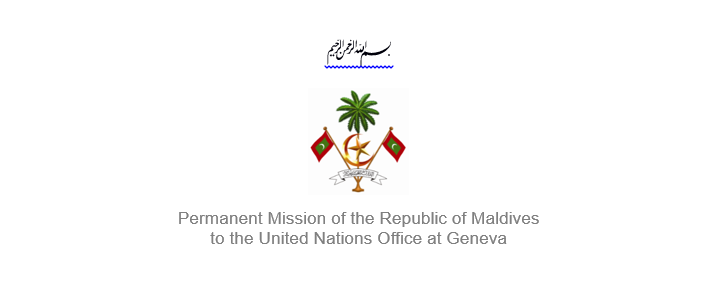 بسم الله الرحمن الرحيم
Permanent Mission of the Republic of Maldives
to the United Nations Office at Geneva